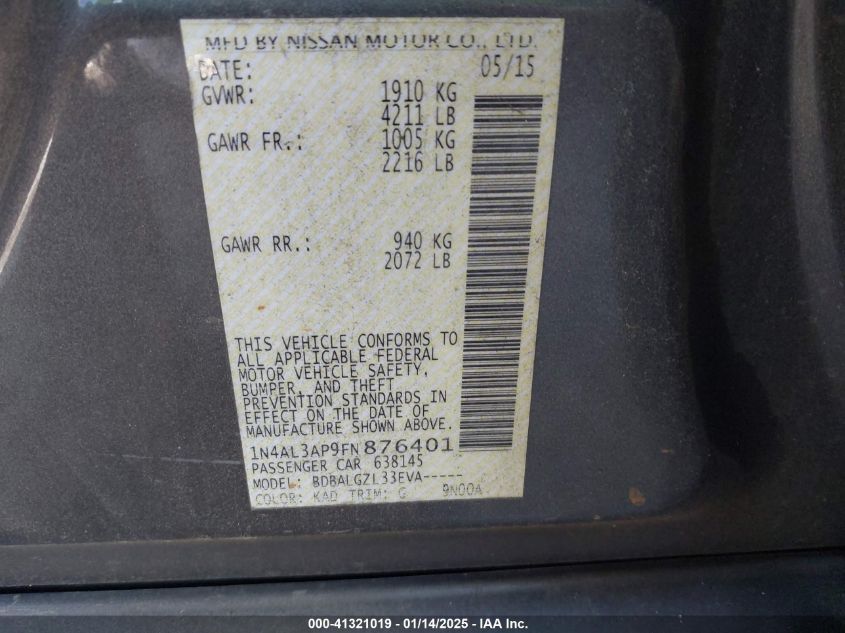 MFD BY NISSAN MOTOR CO., LTD.
DATE: 05/15
GVWR: 1910 KG
4211 LB
GAWR FR.: 1005 KG
2216 LB
GAWR RR.: 940 KG
2072 LB
THIS VEHICLE CONFORMS TO
ALL APPLICABLE FEDERAL
MOTOR VEHICLE SAFETY,
BUMPER, AND THEFT
PREVENTION STANDARDS IN
EFFECT ON THE DATE OF
MANUFACTURE SHOWN ABOVE.
1N4AL3AP9FN876401
PASSENGER CAR 638145
MODEL: BDBALGZL33EVA-----
COLOR: KAD TRIM: G 9N00A
000-41321019 — 01/14/2025 — IAA Inc.